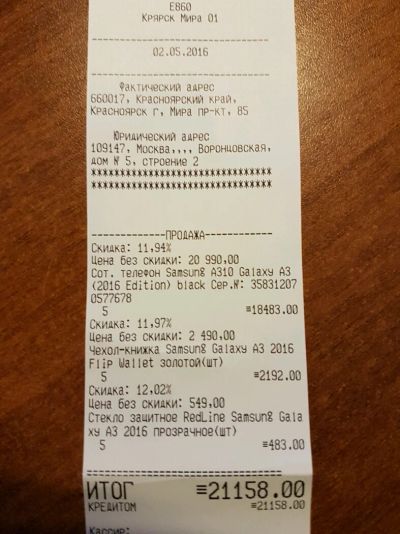 E860
Крярск Мира 01
02.05.2016
Фактический адрес
660017, Красноярский край,
Красноярск г, Мира пр-кт, 85
Юридический адрес
109147, Москва,,,, Воронцовская,
дом № 5, строение 2
********************************
********************************
-------------ПРОДАЖА------------
Скидка: 11,94%
Цена без скидки: 20 990,00
Сот. телефон Samsung A310 Galaxy A3
(2016 Edition) black Сер.№: 35831207
0577678
5 ≡18483.00
Скидка: 11,97%
Цена без скидки: 2 490,00
Чехол-книжка Samsung Galaxy A3 2016
Flip Wallet золотой(шт)
5 ≡2192.00
Скидка: 12,02%
Цена без скидки: 549,00
Стекло защитное RedLine Samsung Gala
xy A3 2016 прозрачное(шт)
5 ≡483.00
ИТОГ ≡21158.00
КРЕДИТОМ ≡21158.00
Кассир: